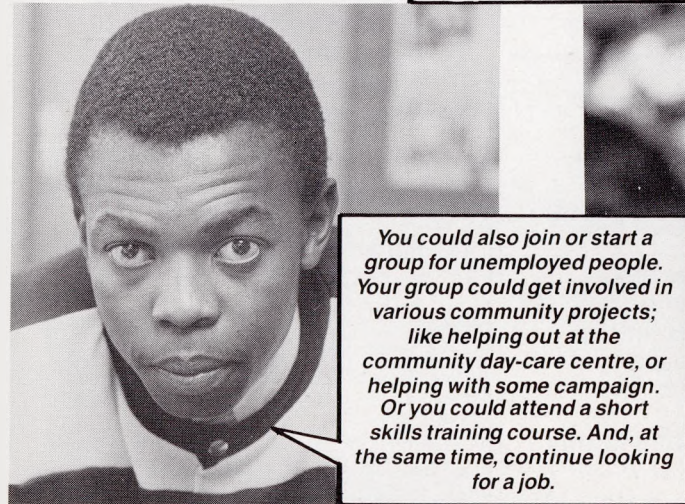 You could also join or start a
group for unemployed people.
Your group could get involved in
various community projects;
like helping out at the
community day-care centre, or
helping with some campaign.
Or you could attend a short
skills training course. And, at
the same time, continue looking
for a job.